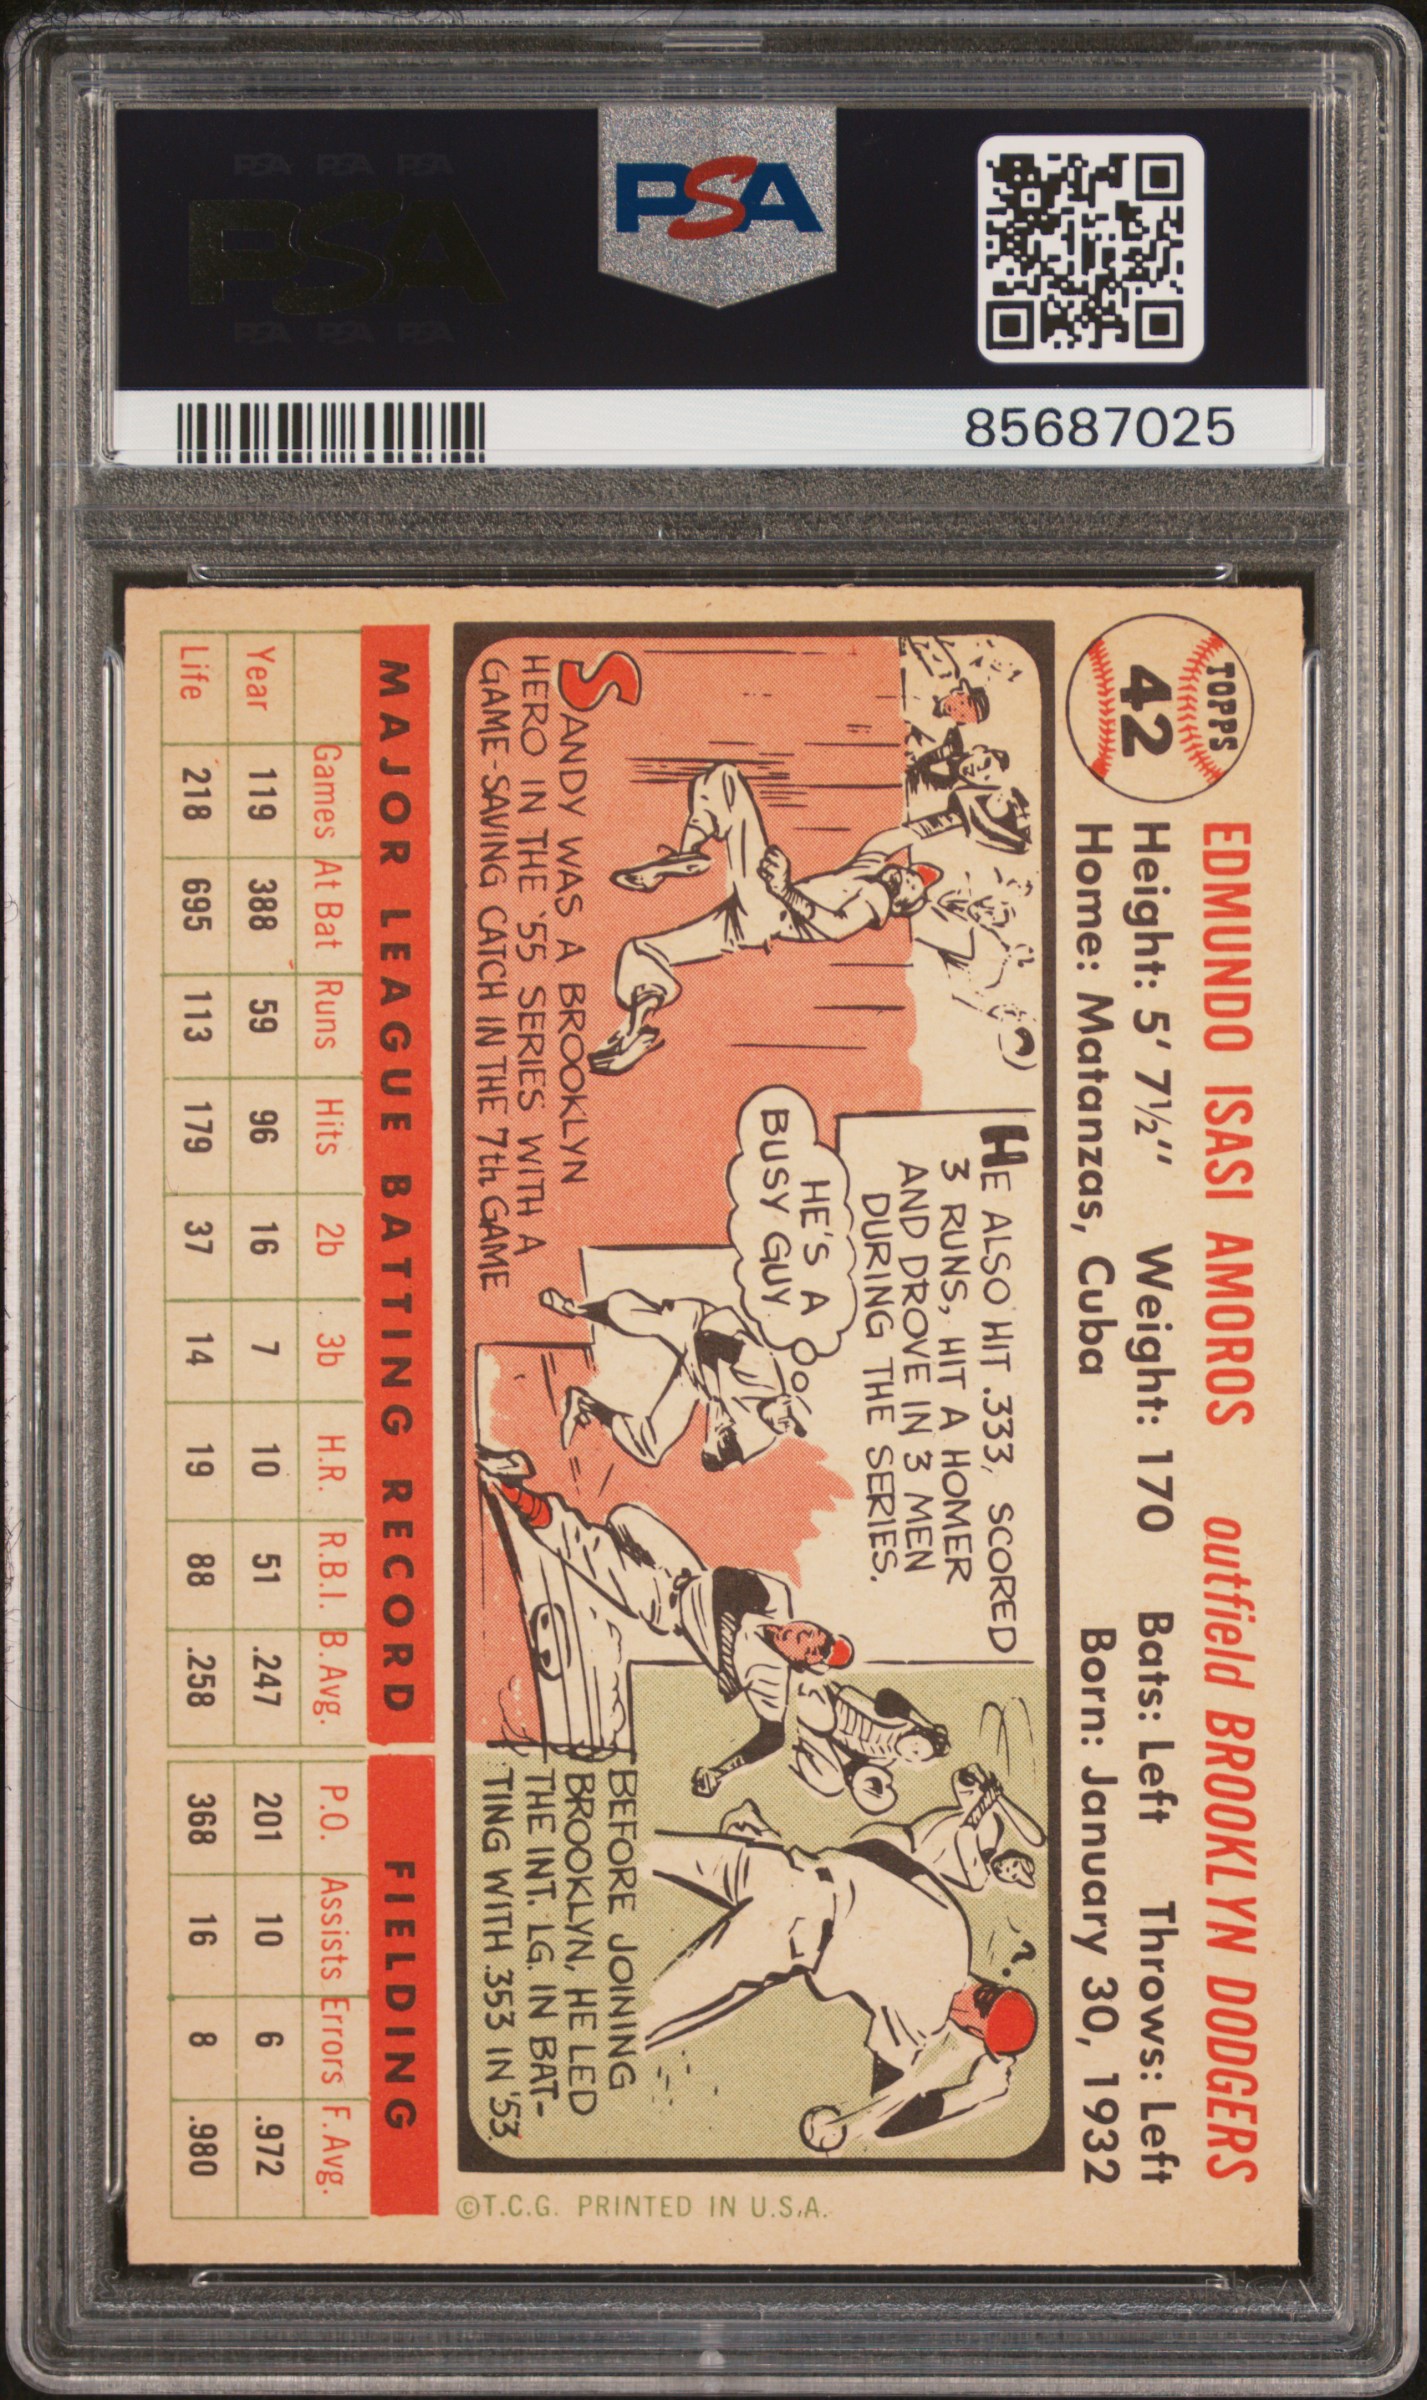 PSA PSA PSA
PSA
PSA PSA PSA
PSA
85687025
TOPPS
42
EDMUNDO ISASI AMOROS outfield BROOKLYN DODGERS
Height: 5' 7½" Weight: 170 Bats: Left Throws: Left
Home: Matanzas, Cuba Born: January 30, 1932
SANDY WAS A BROOKLYN
HERO IN THE '55 SERIES WITH A
GAME-SAVING CATCH IN THE 7th GAME
HE ALSO HIT .333, SCORED
3 RUNS, HIT A HOMER
AND DROVE IN 3 MEN
DURING THE SERIES.
HE'S A
BUSY GUY
?
BEFORE JOINING
BROOKLYN, HE LED
THE INT. LG. IN BAT-
TING WITH .353 IN '53.
©T.C.G. PRINTED IN U.S.A.
MAJOR LEAGUE BATTING RECORD FIELDING
Games At Bat Runs Hits 2b 3b H.R. R.B.I. B.Avg. P.O. Assists Errors F.Avg.
Year 119 388 59 96 16 7 10 51 .247 201 10 6 .972
Life 218 695 113 179 37 14 19 88 .258 368 16 8 .980